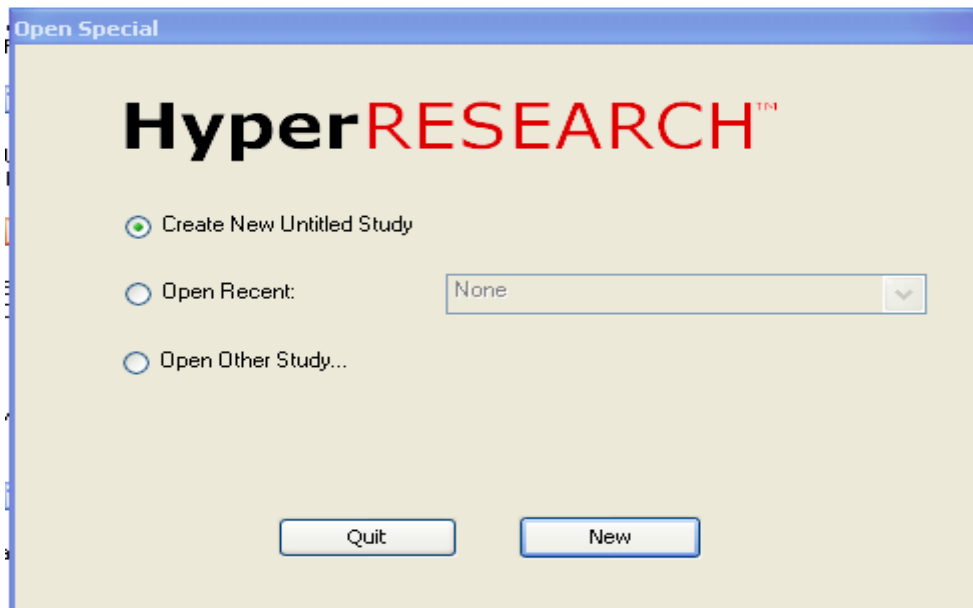 Open Special
HyperRESEARCH™
Create New Untitled Study
Open Recent:
None
Open Other Study...
Quit
New